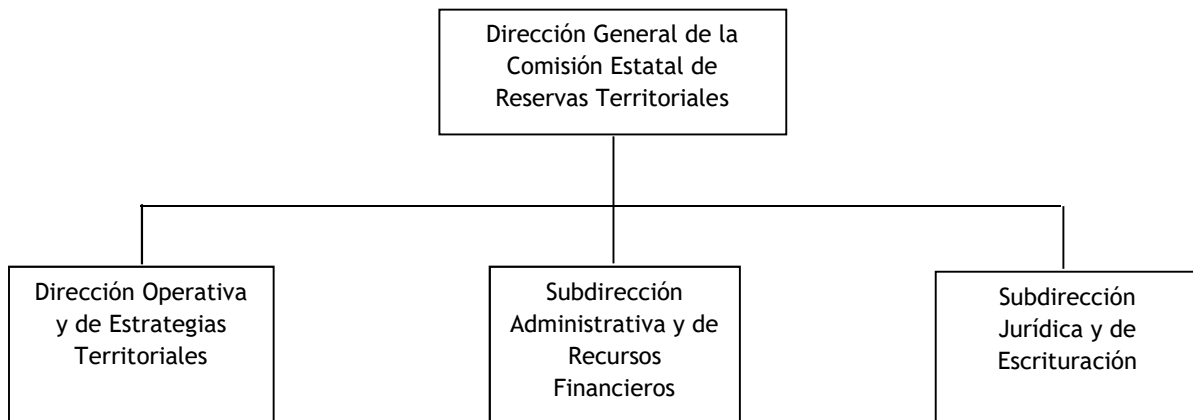 Dirección General de la
Comisión Estatal de
Reservas Territoriales
Dirección Operativa
y de Estrategias
Territoriales
Subdirección
Administrativa y de
Recursos
Financieros
Subdirección
Jurídica y de
Escrituración